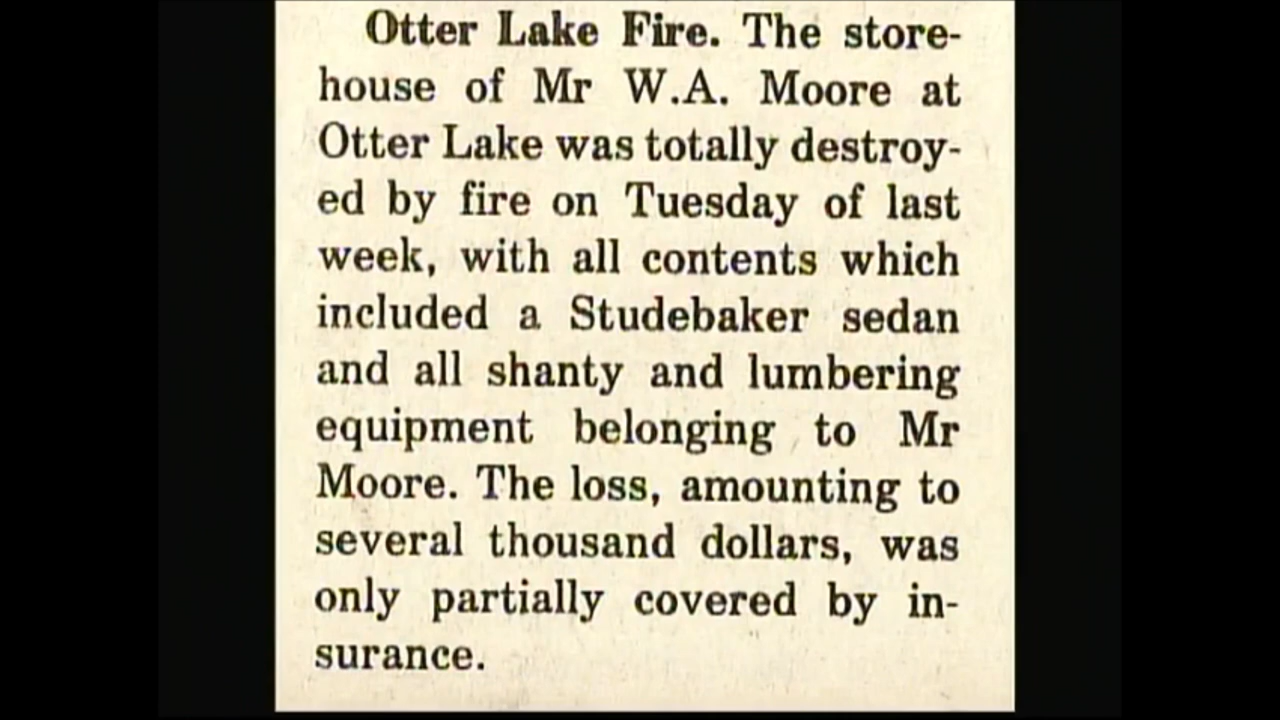 Otter Lake Fire. The store-
house of Mr W.A. Moore at
Otter Lake was totally destroy-
ed by fire on Tuesday of last
week, with all contents which
included a Studebaker sedan
and all shanty and lumbering
equipment belonging to Mr
Moore. The loss, amounting to
several thousand dollars, was
only partially covered by in-
surance.